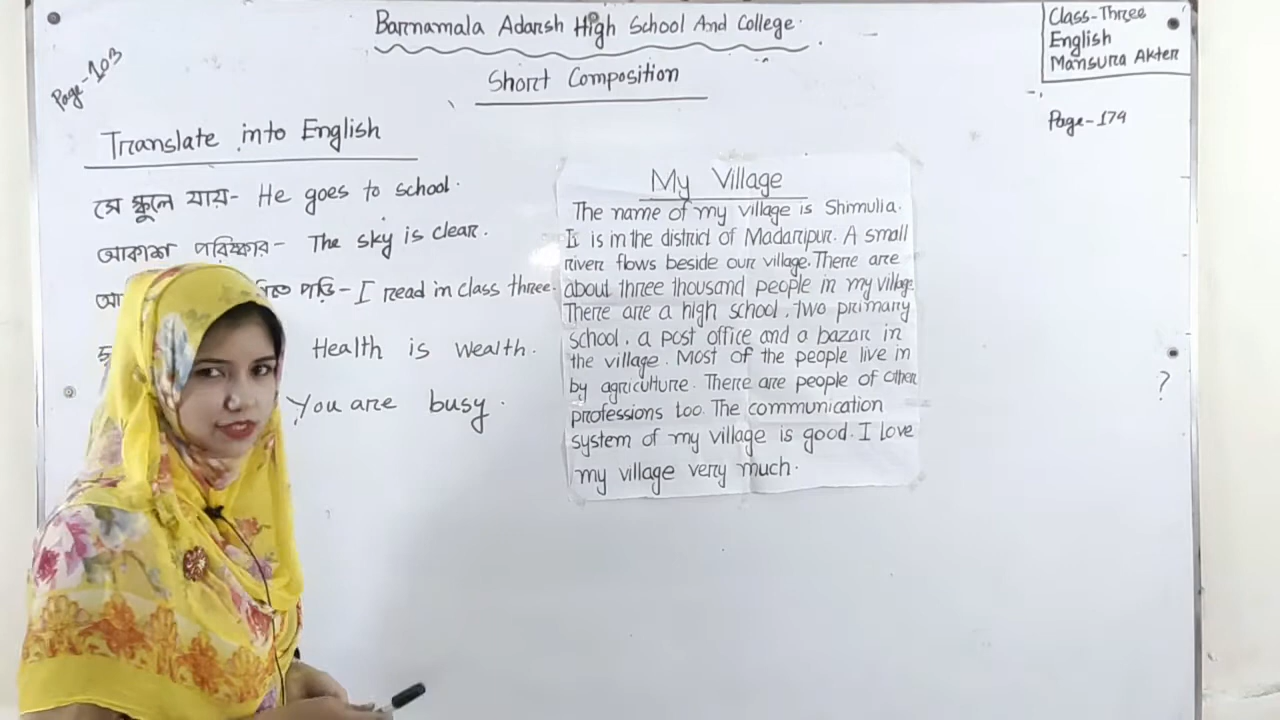 Barnamala Adarsh High School And College.
Short Composition
Class-Three
English
Mansura Akter
Page-103
Page-174
Translate into English
সে স্কুলে যায়- He goes to school.
আকাশ পরিষ্কার- The sky is clear.
পড়ি- I read in class three.
Health is wealth.
You are busy.
My Village
The name of my village is Shimulia.
It is in the district of Madaripur. A small
river flows beside our village. There are
about three thousand people in my village.
There are a high school, two primary
school, a post office and a bazar in
the village. Most of the people live in
by agriculture. There are people of other
professions too. The communication
system of my village is good. I love
my village very much.
?